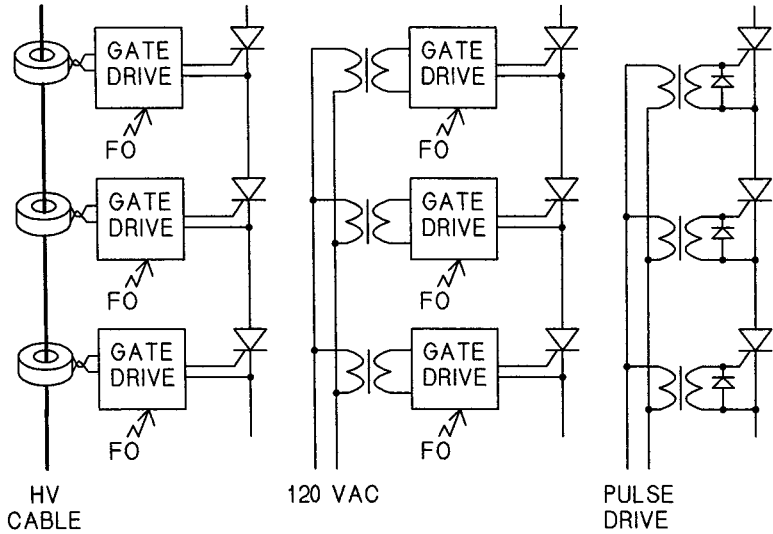 GATE
DRIVE
FO
GATE
DRIVE
FO
GATE
DRIVE
FO
HV
CABLE
GATE
DRIVE
FO
GATE
DRIVE
FO
GATE
DRIVE
FO
120 VAC
PULSE
DRIVE